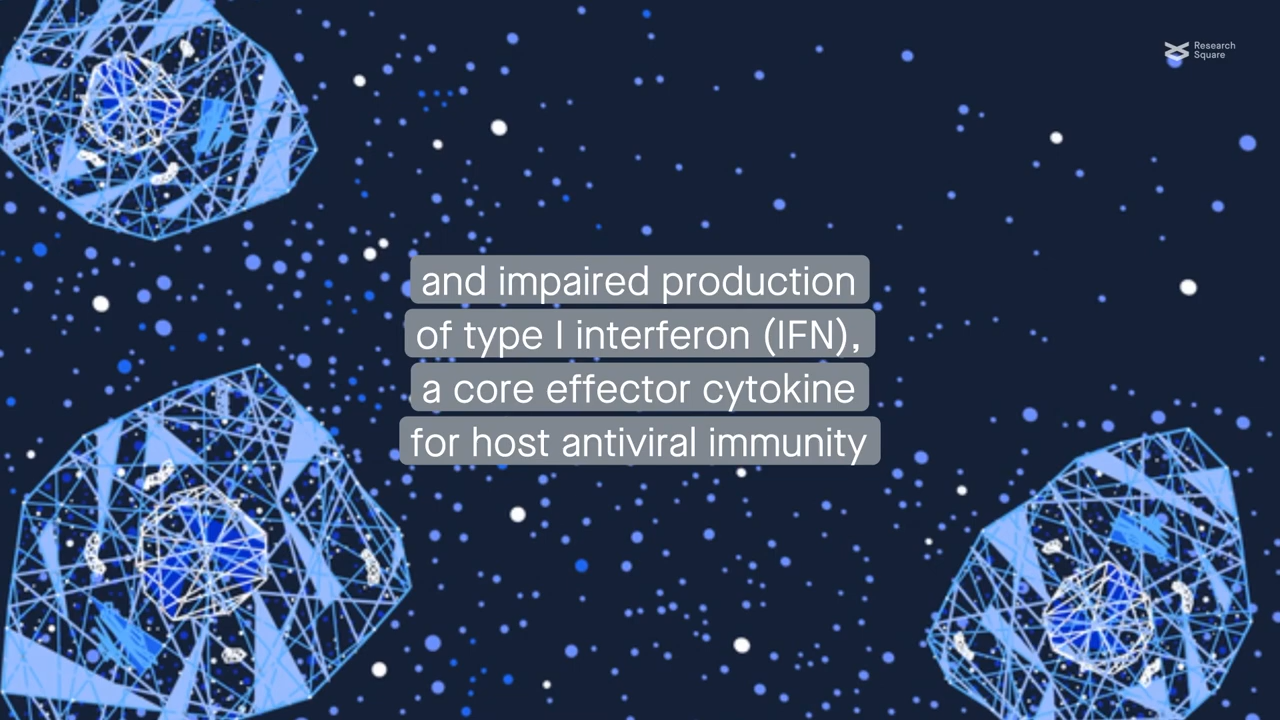 Research
Square
and impaired production
of type I interferon (IFN),
a core effector cytokine
for host antiviral immunity